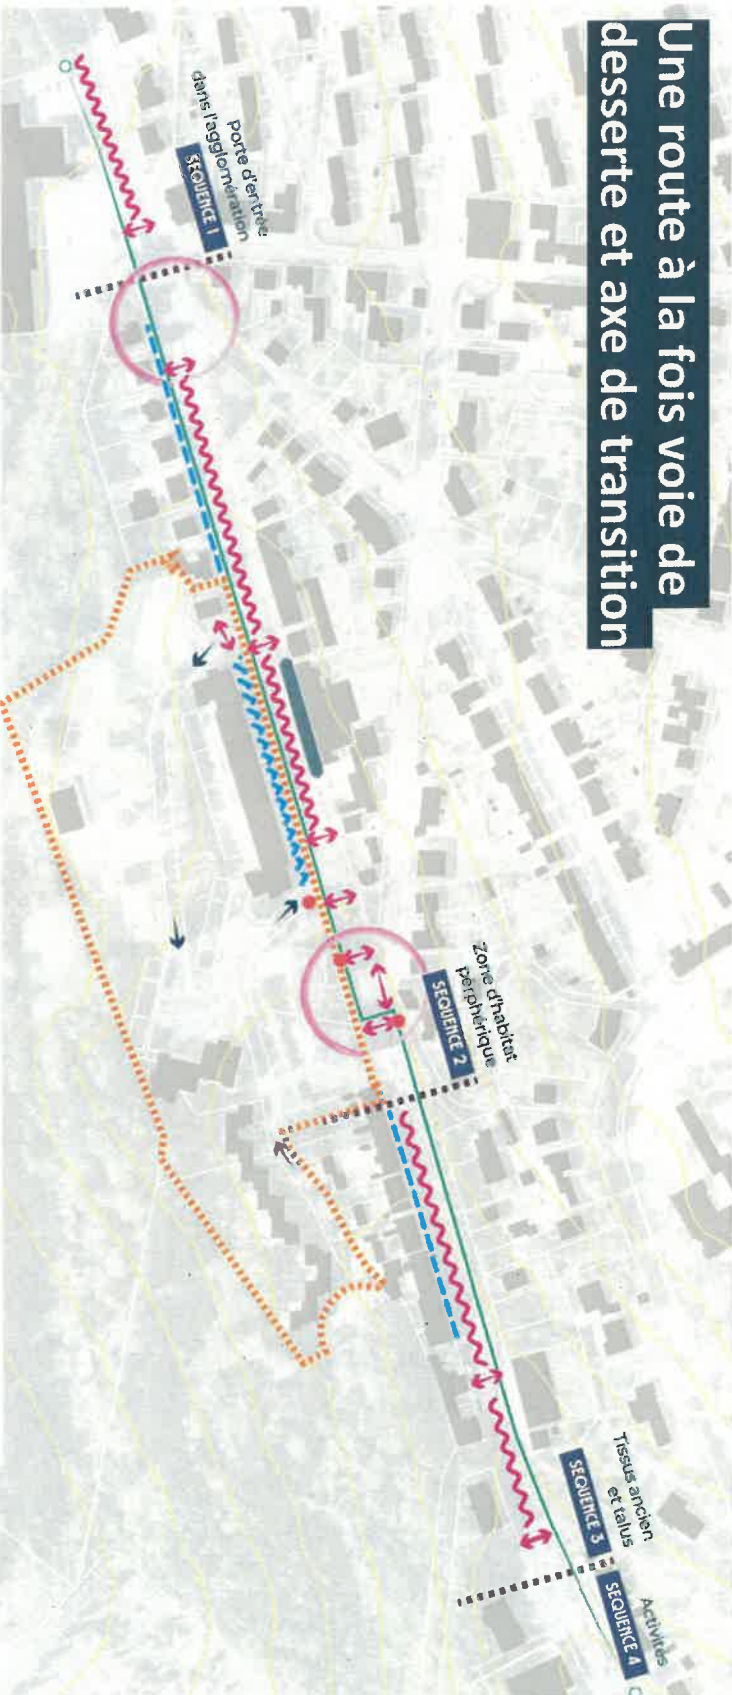 Une route à la fois voie de
desserte et axe de transition
Porte d'entrée
dans l'agglomération
SEQUENCE 1
Zone d'habitat
périphérique
SEQUENCE 2
Tissus ancien
et talus
SEQUENCE 3
Activités
SEQUENCE 4